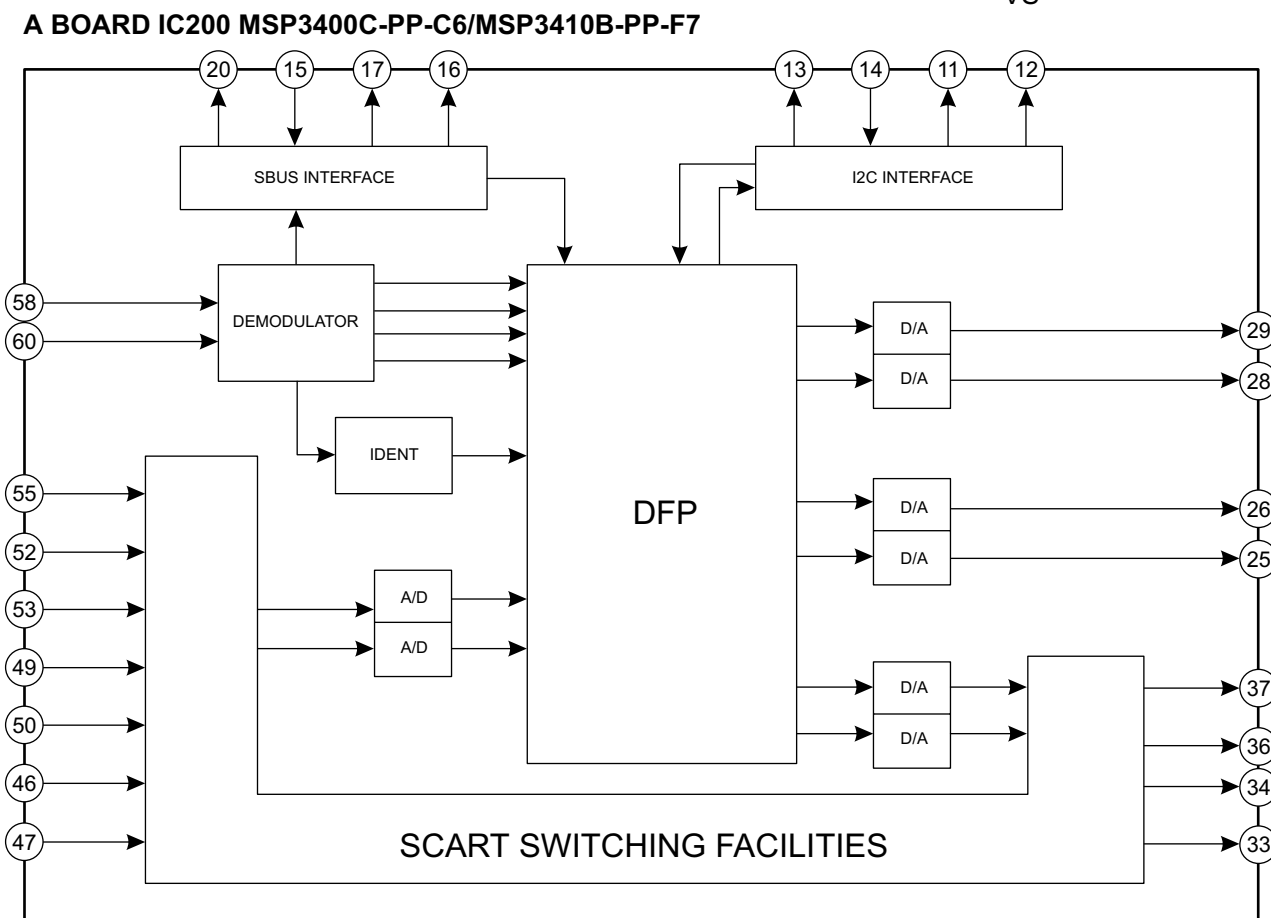 A BOARD IC200 MSP3400C-PP-C6/MSP3410B-PP-F7
20 15 17 16 13 14 11 12
SBUS INTERFACE
I2C INTERFACE
58
DEMODULATOR
60
D/A
29
D/A
28
IDENT
55
DFP
D/A
26
52
D/A
25
53
A/D
49
A/D
D/A
37
50
D/A
36
46
34
47
SCART SWITCHING FACILITIES
33